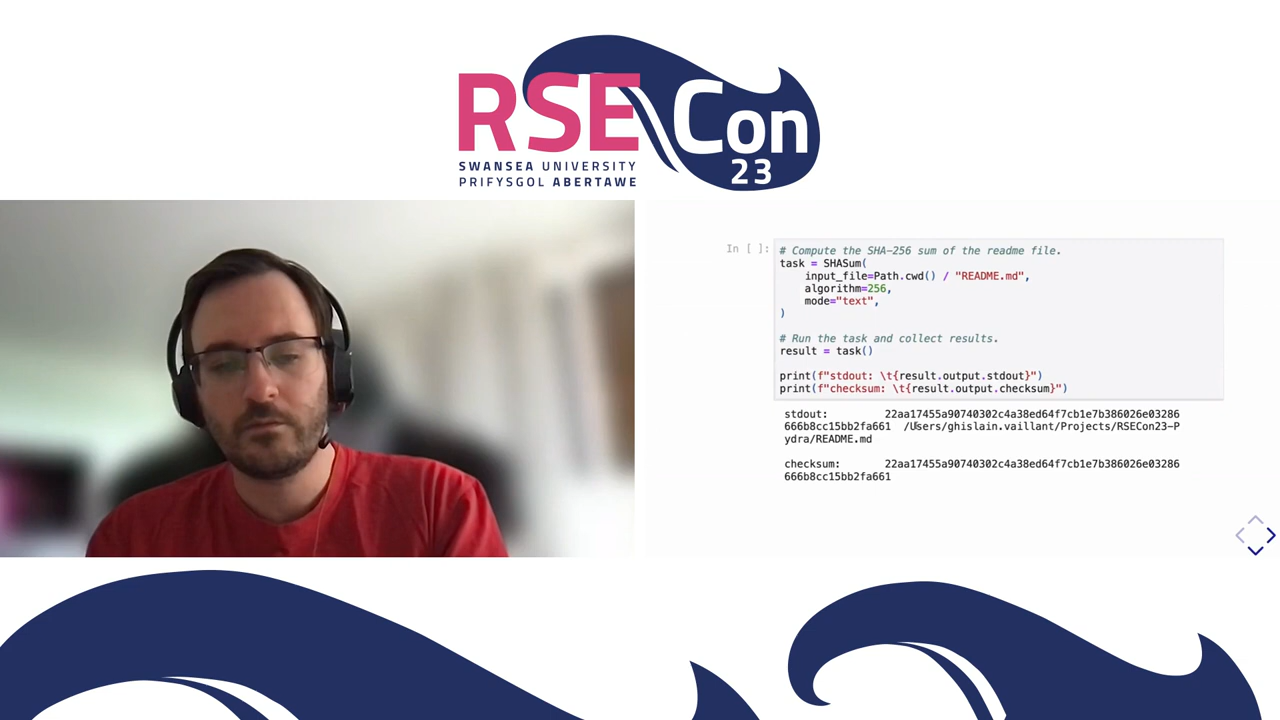 RSE Con
SWANSEA UNIVERSITY
PRIFYSGOL ABERTAWE
23
In [ ]:
# Compute the SHA-256 sum of the readme file.
task = SHASum(
    input_file=Path.cwd() / "README.md",
    algorithm=256,
    mode="text",
)
# Run the task and collect results.
result = task()
print(f"stdout: \t{result.output.stdout}")
print(f"checksum: \t{result.output.checksum}")
stdout: 22aa17455a90740302c4a38ed64f7cb1e7b386026e03286
666b8cc15bb2fa661 /Users/ghislain.vaillant/Projects/RSECon23-P
ydra/README.md
checksum: 22aa17455a90740302c4a38ed64f7cb1e7b386026e03286
666b8cc15bb2fa661